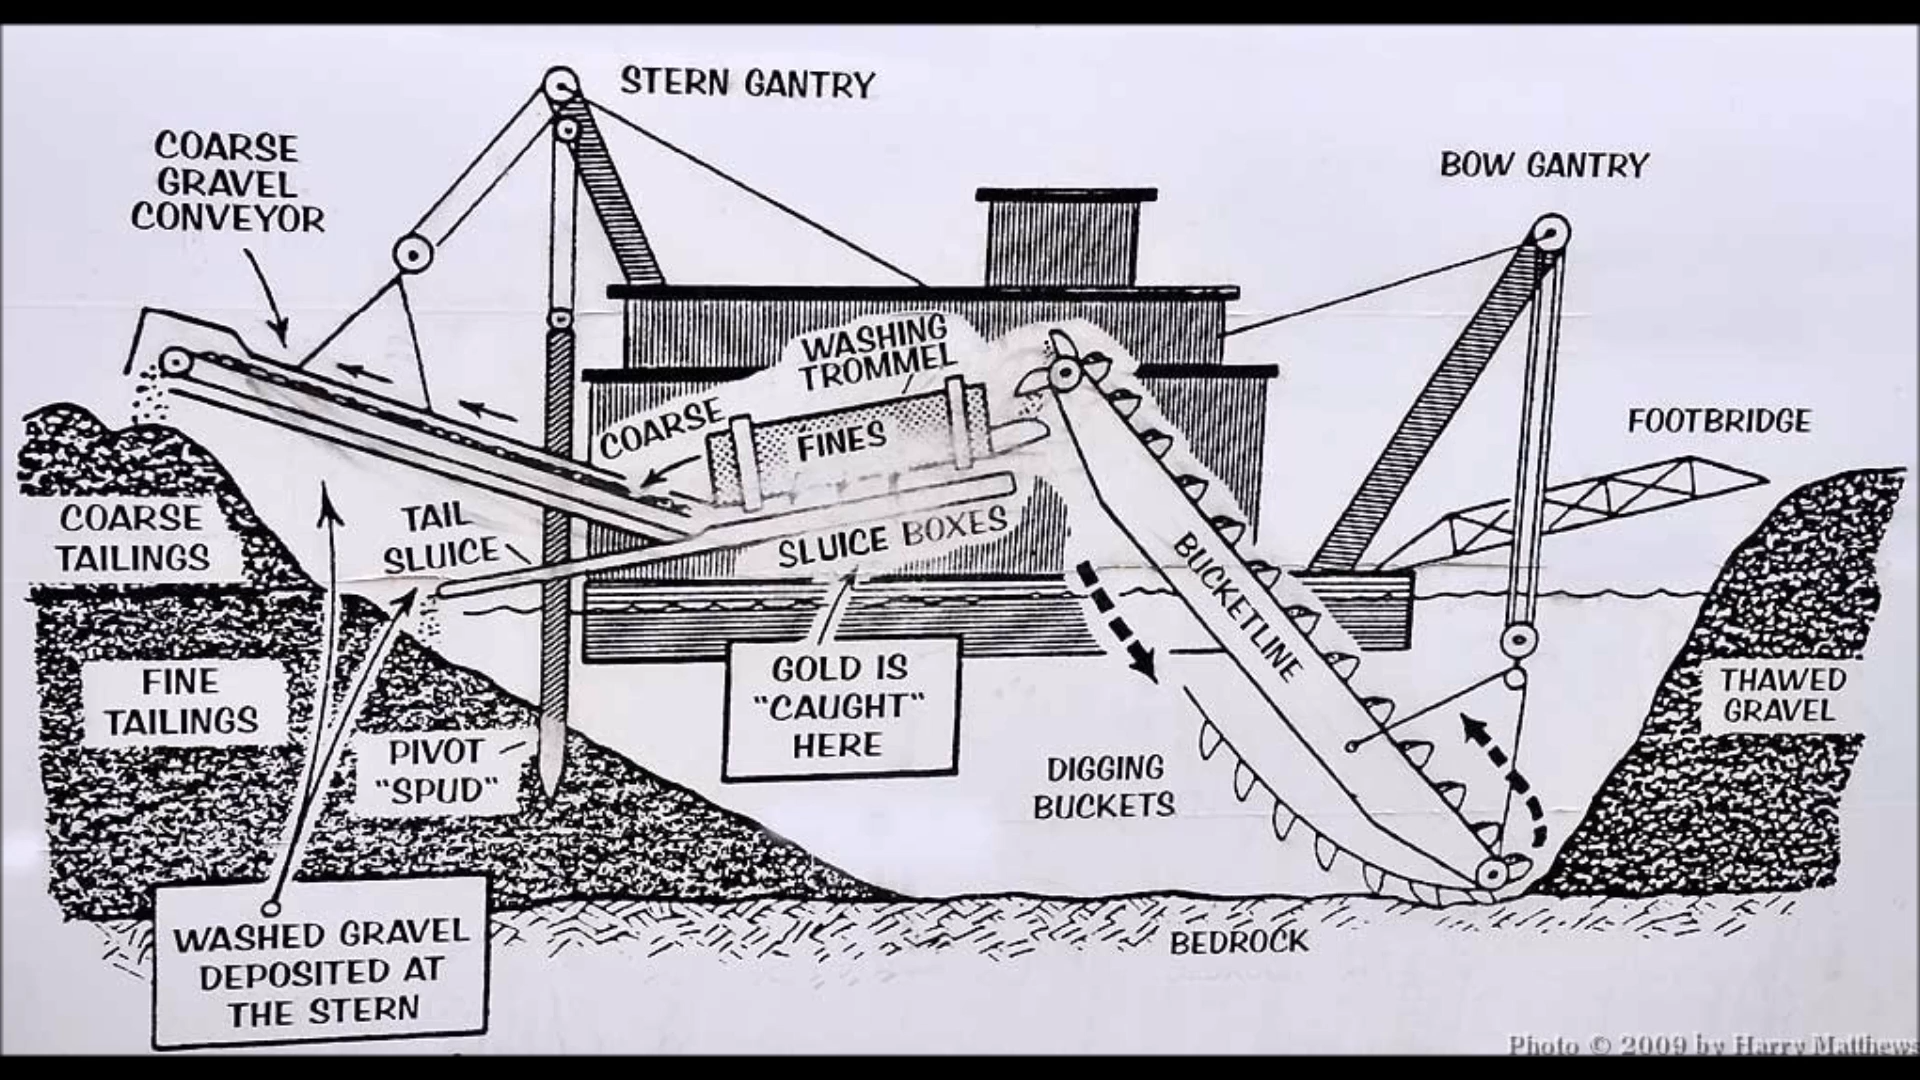 STERN GANTRY
COARSE
GRAVEL
CONVEYOR
BOW GANTRY
WASHING
TROMMEL
COARSE
FINES
FOOTBRIDGE
COARSE
TAILINGS
TAIL
SLUICE
SLUICE BOXES
BUCKETLINE
FINE
TAILINGS
GOLD IS
"CAUGHT"
HERE
THAWED
GRAVEL
PIVOT
"SPUD"
DIGGING
BUCKETS
WASHED GRAVEL
DEPOSITED AT
THE STERN
BEDROCK
Photo © 2009 by Harry Matthews